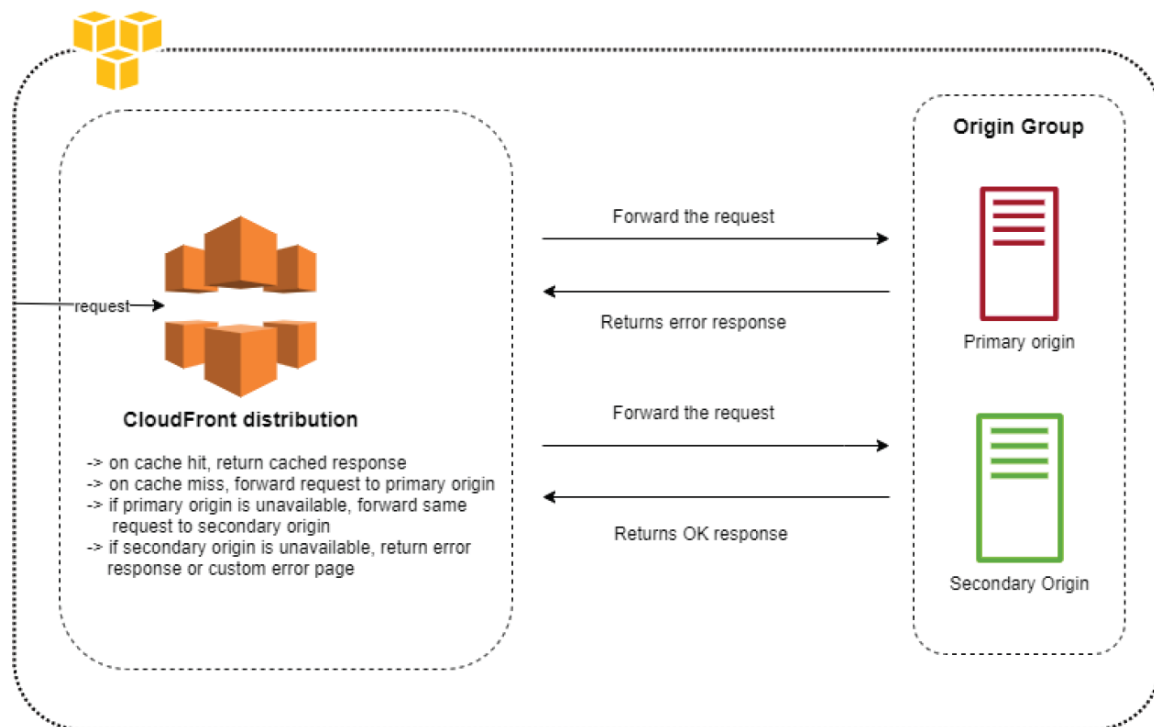 Origin Group
Forward the request
Returns error response
request
Primary origin
CloudFront distribution
Forward the request
-> on cache hit, return cached response
-> on cache miss, forward request to primary origin
-> if primary origin is unavailable, forward same
request to secondary origin
-> if secondary origin is unavailable, return error
response or custom error page
Returns OK response
Secondary Origin